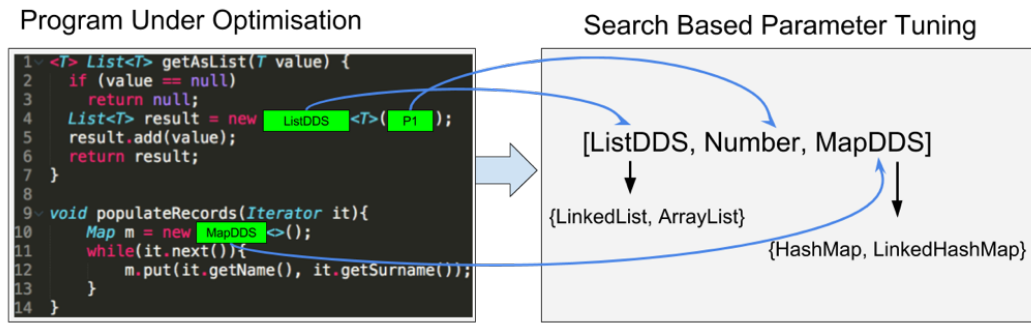 Program Under Optimisation
Search Based Parameter Tuning
1 <T> List<T> getAsList(T value) {
2 if (value == null)
3 return null;
4 List<T> result = new ListDDS <T>( P1 );
5 result.add(value);
6 return result;
7 }
8
9 void populateRecords(Iterator it){
10 Map m = new MapDDS <>();
11 while(it.next()){
12 m.put(it.getName(), it.getSurname());
13 }
14 }
[ListDDS, Number, MapDDS]
{LinkedList, ArrayList}
{HashMap, LinkedHashMap}